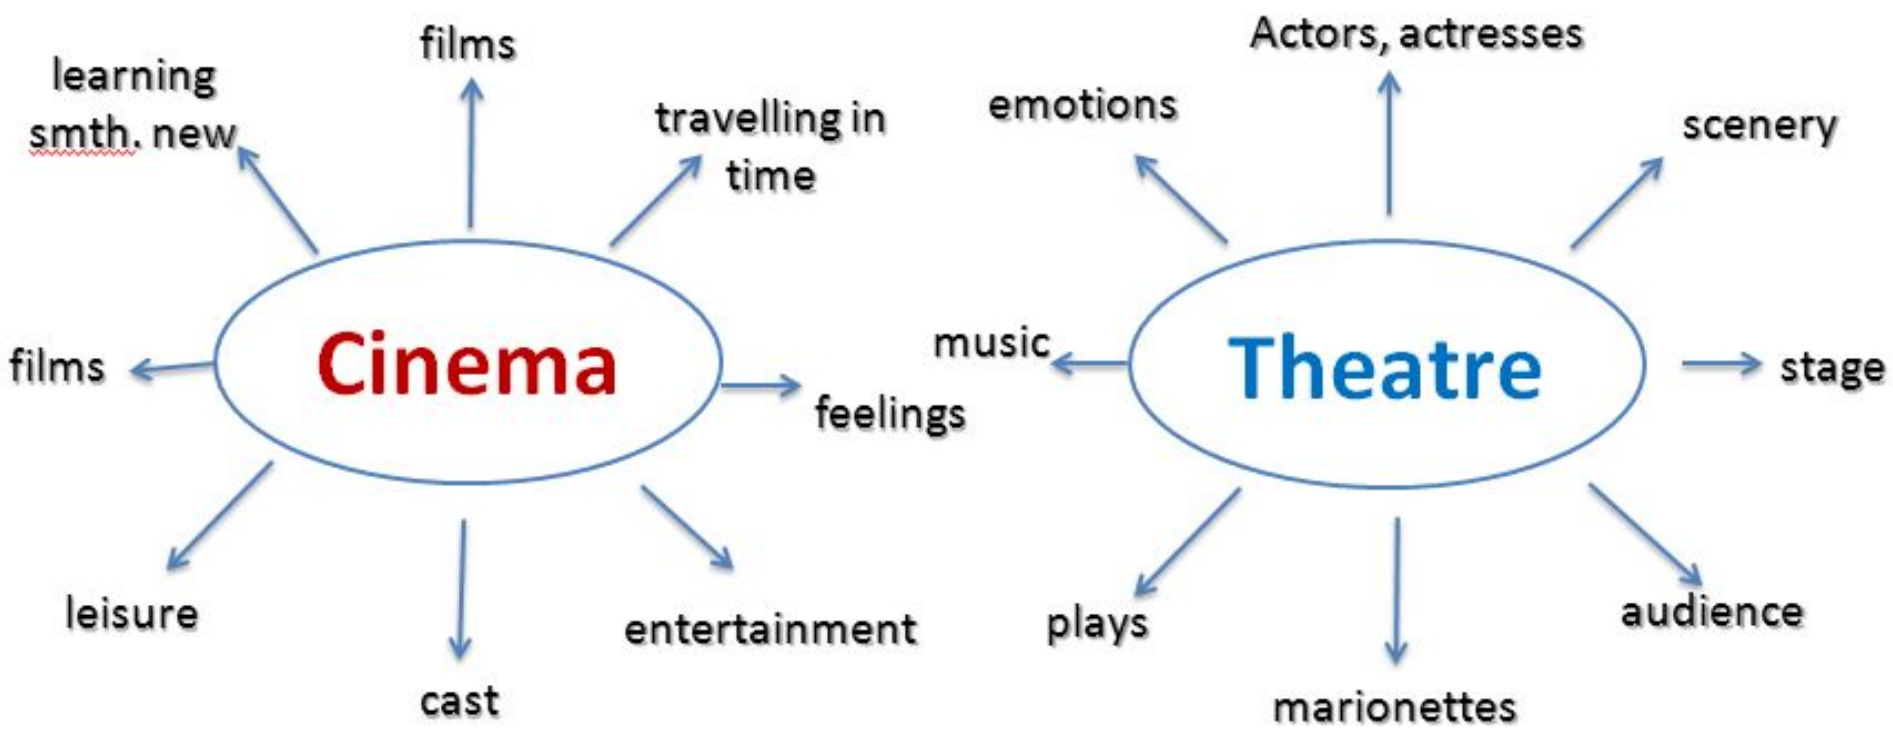 films
learning
smth. new
travelling in
time
films
Cinema
feelings
leisure
cast
entertainment
Actors, actresses
emotions
scenery
music
Theatre
stage
plays
marionettes
audience